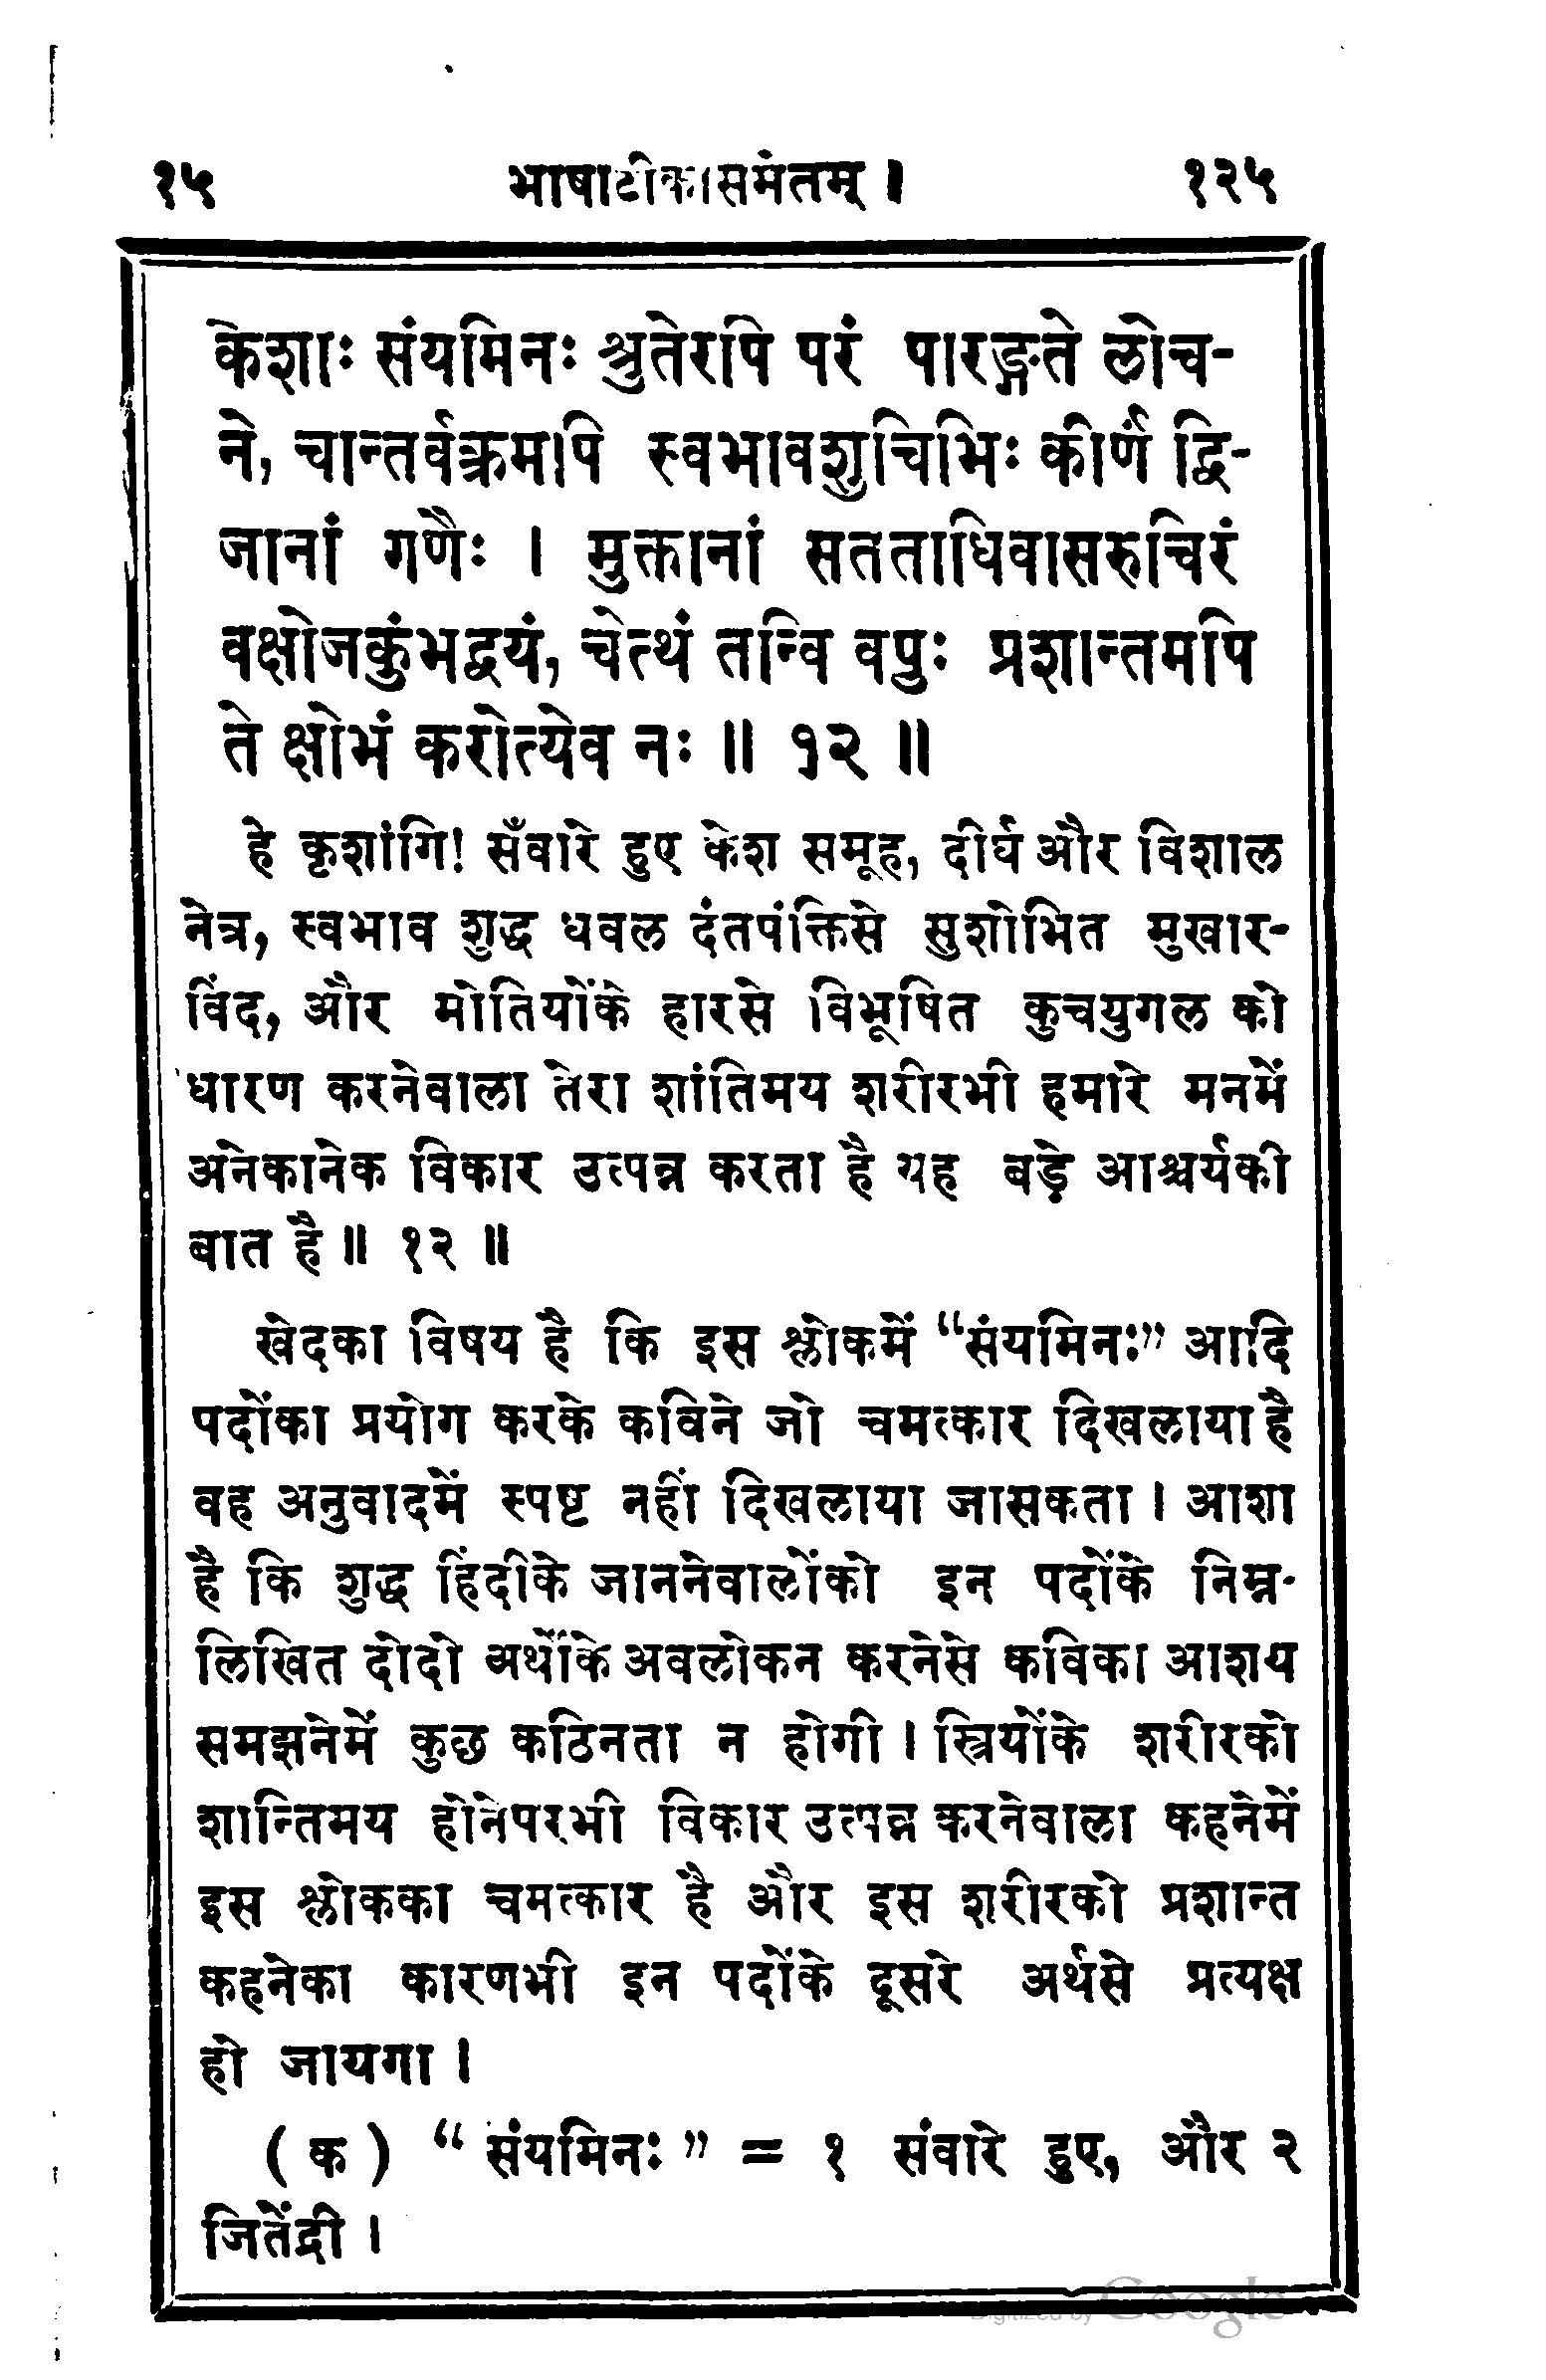 १५ भाषाटीकासमेतम् । १२५
केशाः संयमिनः श्रुतेरपि परं पारङ्गते लोच-
ने, चान्तर्वक्रमपि स्वभावशुचिभिः कीर्णं द्वि-
जानां गणैः । मुक्तानां सतताधिवासरुचिरं
वक्षोजकुंभद्वयं, चेत्थं तन्वि वपुः प्रशान्तमपि
ते क्षोभं करोत्येव नः ॥ १२ ॥
हे कृशांगि! सँवारे हुए केश समूह, दीर्घ और विशाल
नेत्र, स्वभाव शुद्ध धवल दंतपंक्तिसे सुशोभित मुखार-
विंद, और मोतियोंके हारसे विभूषित कुचयुगल को
धारण करनेवाला तेरा शांतिमय शरीरभी हमारे मनमें
अनेकानेक विकार उत्पन्न करता है यह बड़े आश्चर्यकी
बात है ॥ १२ ॥
खेदका विषय है कि इस श्लोकमें “संयमिनः” आदि
पदोंका प्रयोग करके कविने जो चमत्कार दिखलाया है
वह अनुवादमें स्पष्ट नहीं दिखलाया जासकता । आशा
है कि शुद्ध हिंदीके जाननेवालोंको इन पदोंके निम्न-
लिखित दोदो अर्थोंके अवलोकन करनेसे कविका आशय
समझनेमें कुछ कठिनता न होगी । स्त्रियोंके शरीरको
शान्तिमय होनेपरभी विकार उत्पन्न करनेवाला कहनेमें
इस श्लोकका चमत्कार है और इस शरीरको प्रशान्त
कहनेका कारणभी इन पदोंके दूसरे अर्थसे प्रत्यक्ष
हो जायगा ।
( क ) “ संयमिनः ” = १ संवारे हुए, और २
जितेंद्री ।
Digitized by Google